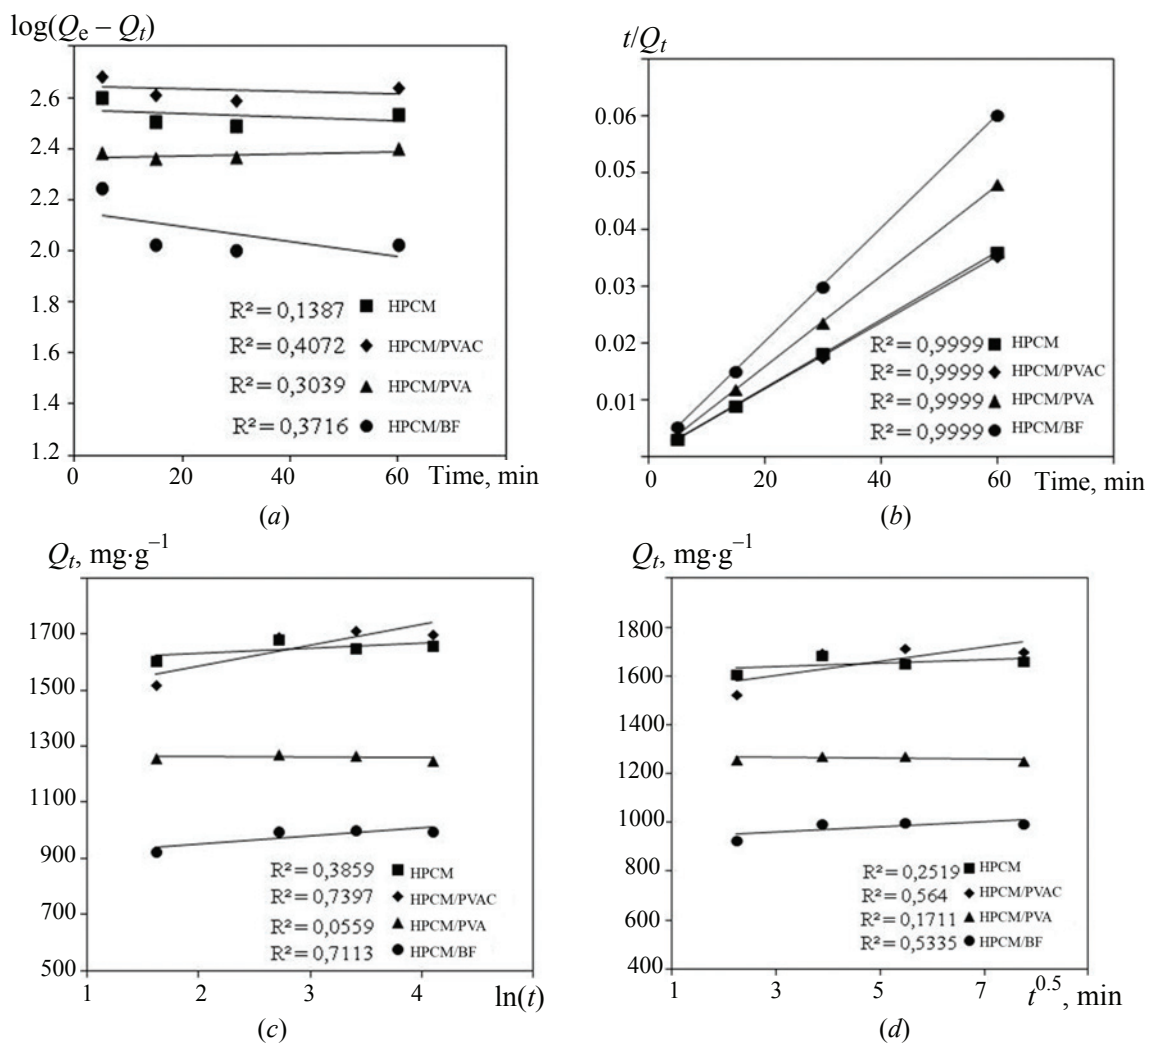 log(Qe – Qt)
2.6
2.4
2.2
2.0
1.8
1.6
1.4
1.2
R² = 0,1387 HPCM
R² = 0,4072 HPCM/PVAC
R² = 0,3039 HPCM/PVA
R² = 0,3716 HPCM/BF
0 20 40 60 Time, min
(a)
t/Qt
0.06
0.05
0.04
0.03
0.02
0.01
R² = 0,9999 HPCM
R² = 0,9999 HPCM/PVAC
R² = 0,9999 HPCM/PVA
R² = 0,9999 HPCM/BF
0 20 40 60 Time, min
(b)
Qt, mg·g–1
1700
1500
1300
1100
900
700
500
R² = 0,3859 HPCM
R² = 0,7397 HPCM/PVAC
R² = 0,0559 HPCM/PVA
R² = 0,7113 HPCM/BF
1 2 3 4 ln(t)
(c)
Qt, mg·g–1
1800
1600
1400
1200
1000
800
600
400
R² = 0,2519 HPCM
R² = 0,564 HPCM/PVAC
R² = 0,1711 HPCM/PVA
R² = 0,5335 HPCM/BF
1 3 5 7 t0.5, min
(d)